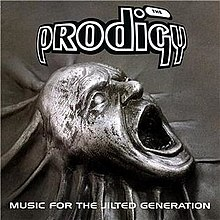 THE
PRODIGY
MUSIC FOR THE JILTED GENERATION